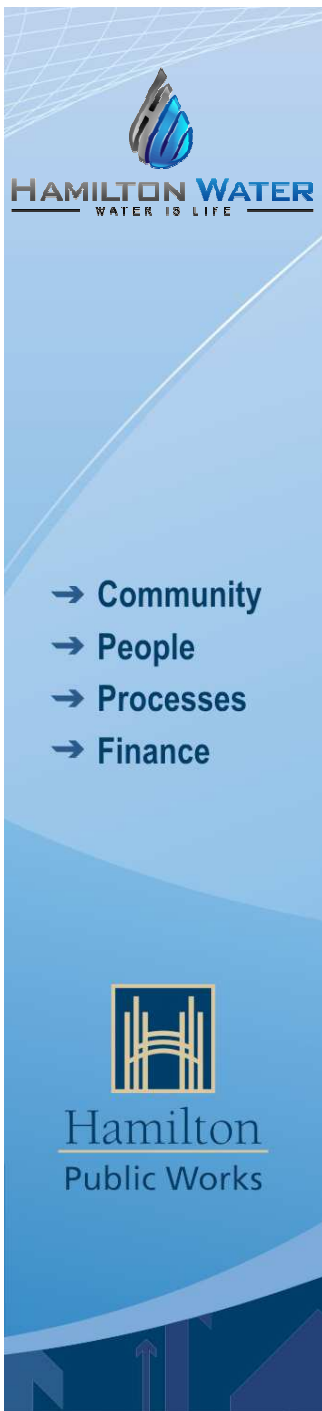 HAMILTON WATER
WATER IS LIFE
➔ Community
➔ People
➔ Processes
➔ Finance
Hamilton
Public Works